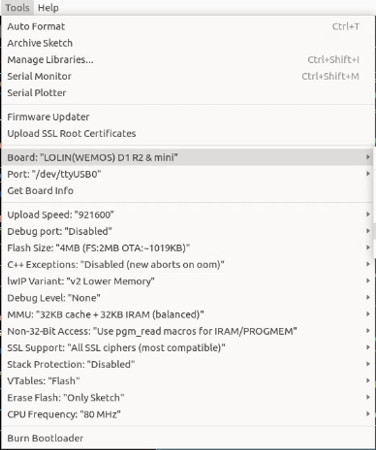 Tools Help
Auto Format Ctrl+T
Archive Sketch
Manage Libraries... Ctrl+Shift+I
Serial Monitor Ctrl+Shift+M
Serial Plotter
Firmware Updater
Upload SSL Root Certificates
Board: "LOLIN(WEMOS) D1 R2 & mini"
Port: "/dev/ttyUSB0"
Get Board Info
Upload Speed: "921600"
Debug port: "Disabled"
Flash Size: "4MB (FS:2MB OTA:~1019KB)"
C++ Exceptions: "Disabled (new aborts on oom)"
lwIP Variant: "v2 Lower Memory"
Debug Level: "None"
MMU: "32KB cache + 32KB IRAM (balanced)"
Non-32-Bit Access: "Use pgm_read macros for IRAM/PROGMEM"
SSL Support: "All SSL ciphers (most compatible)"
Stack Protection: "Disabled"
VTables: "Flash"
Erase Flash: "Only Sketch"
CPU Frequency: "80 MHz"
Burn Bootloader